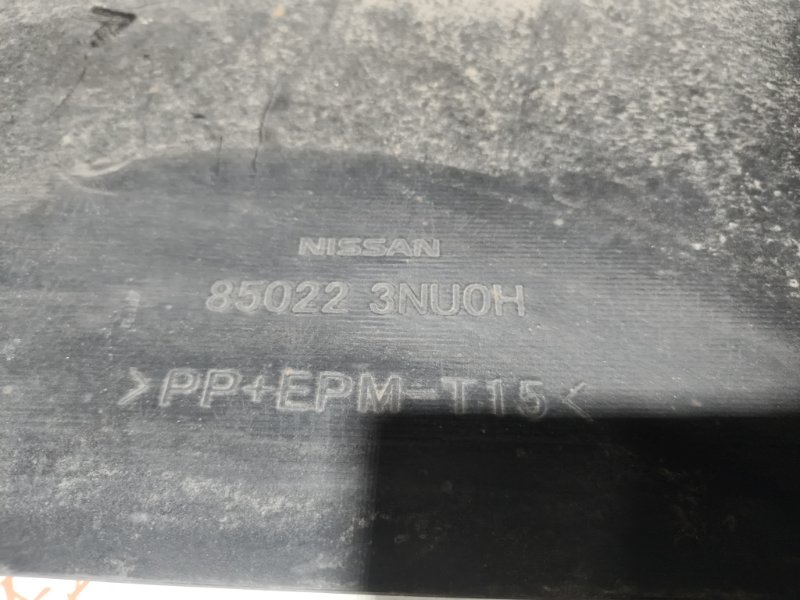 NISSAN
85022 3NU0H
>PP+EPM-T15<